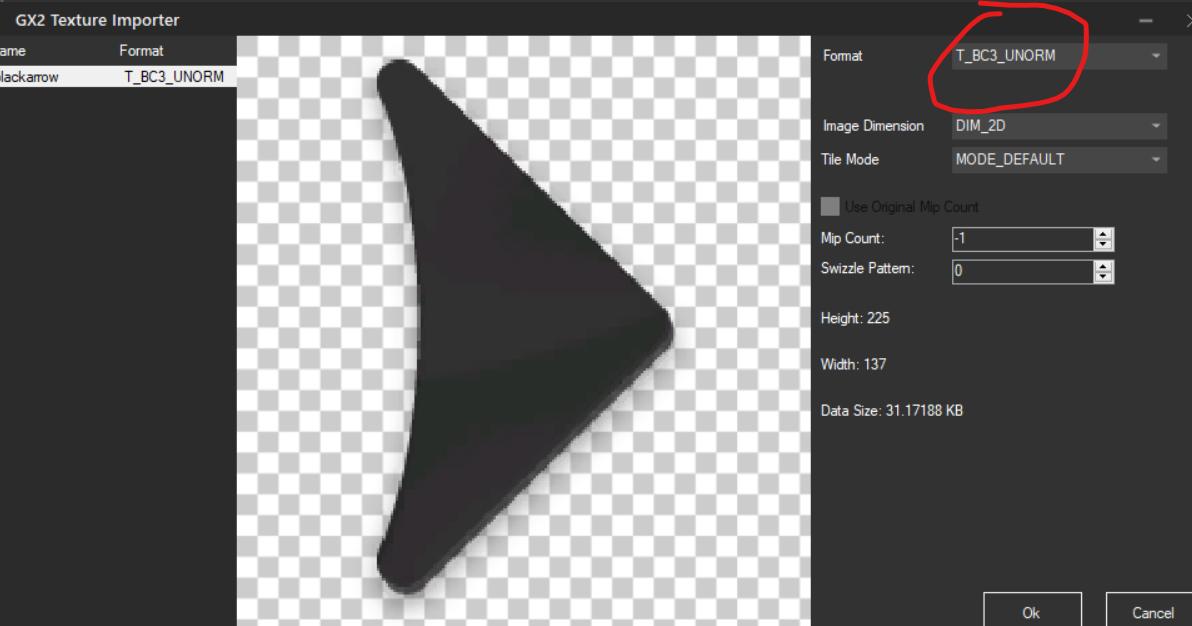 GX2 Texture Importer
ame
Format
lackarrow
T_BC3_UNORM
Format
T_BC3_UNORM
Image Dimension
DIM_2D
Tile Mode
MODE_DEFAULT
Use Original Mip Count
Mip Count:
-1
Swizzle Pattern:
0
Height: 225
Width: 137
Data Size: 31.17188 KB
Ok
Cancel